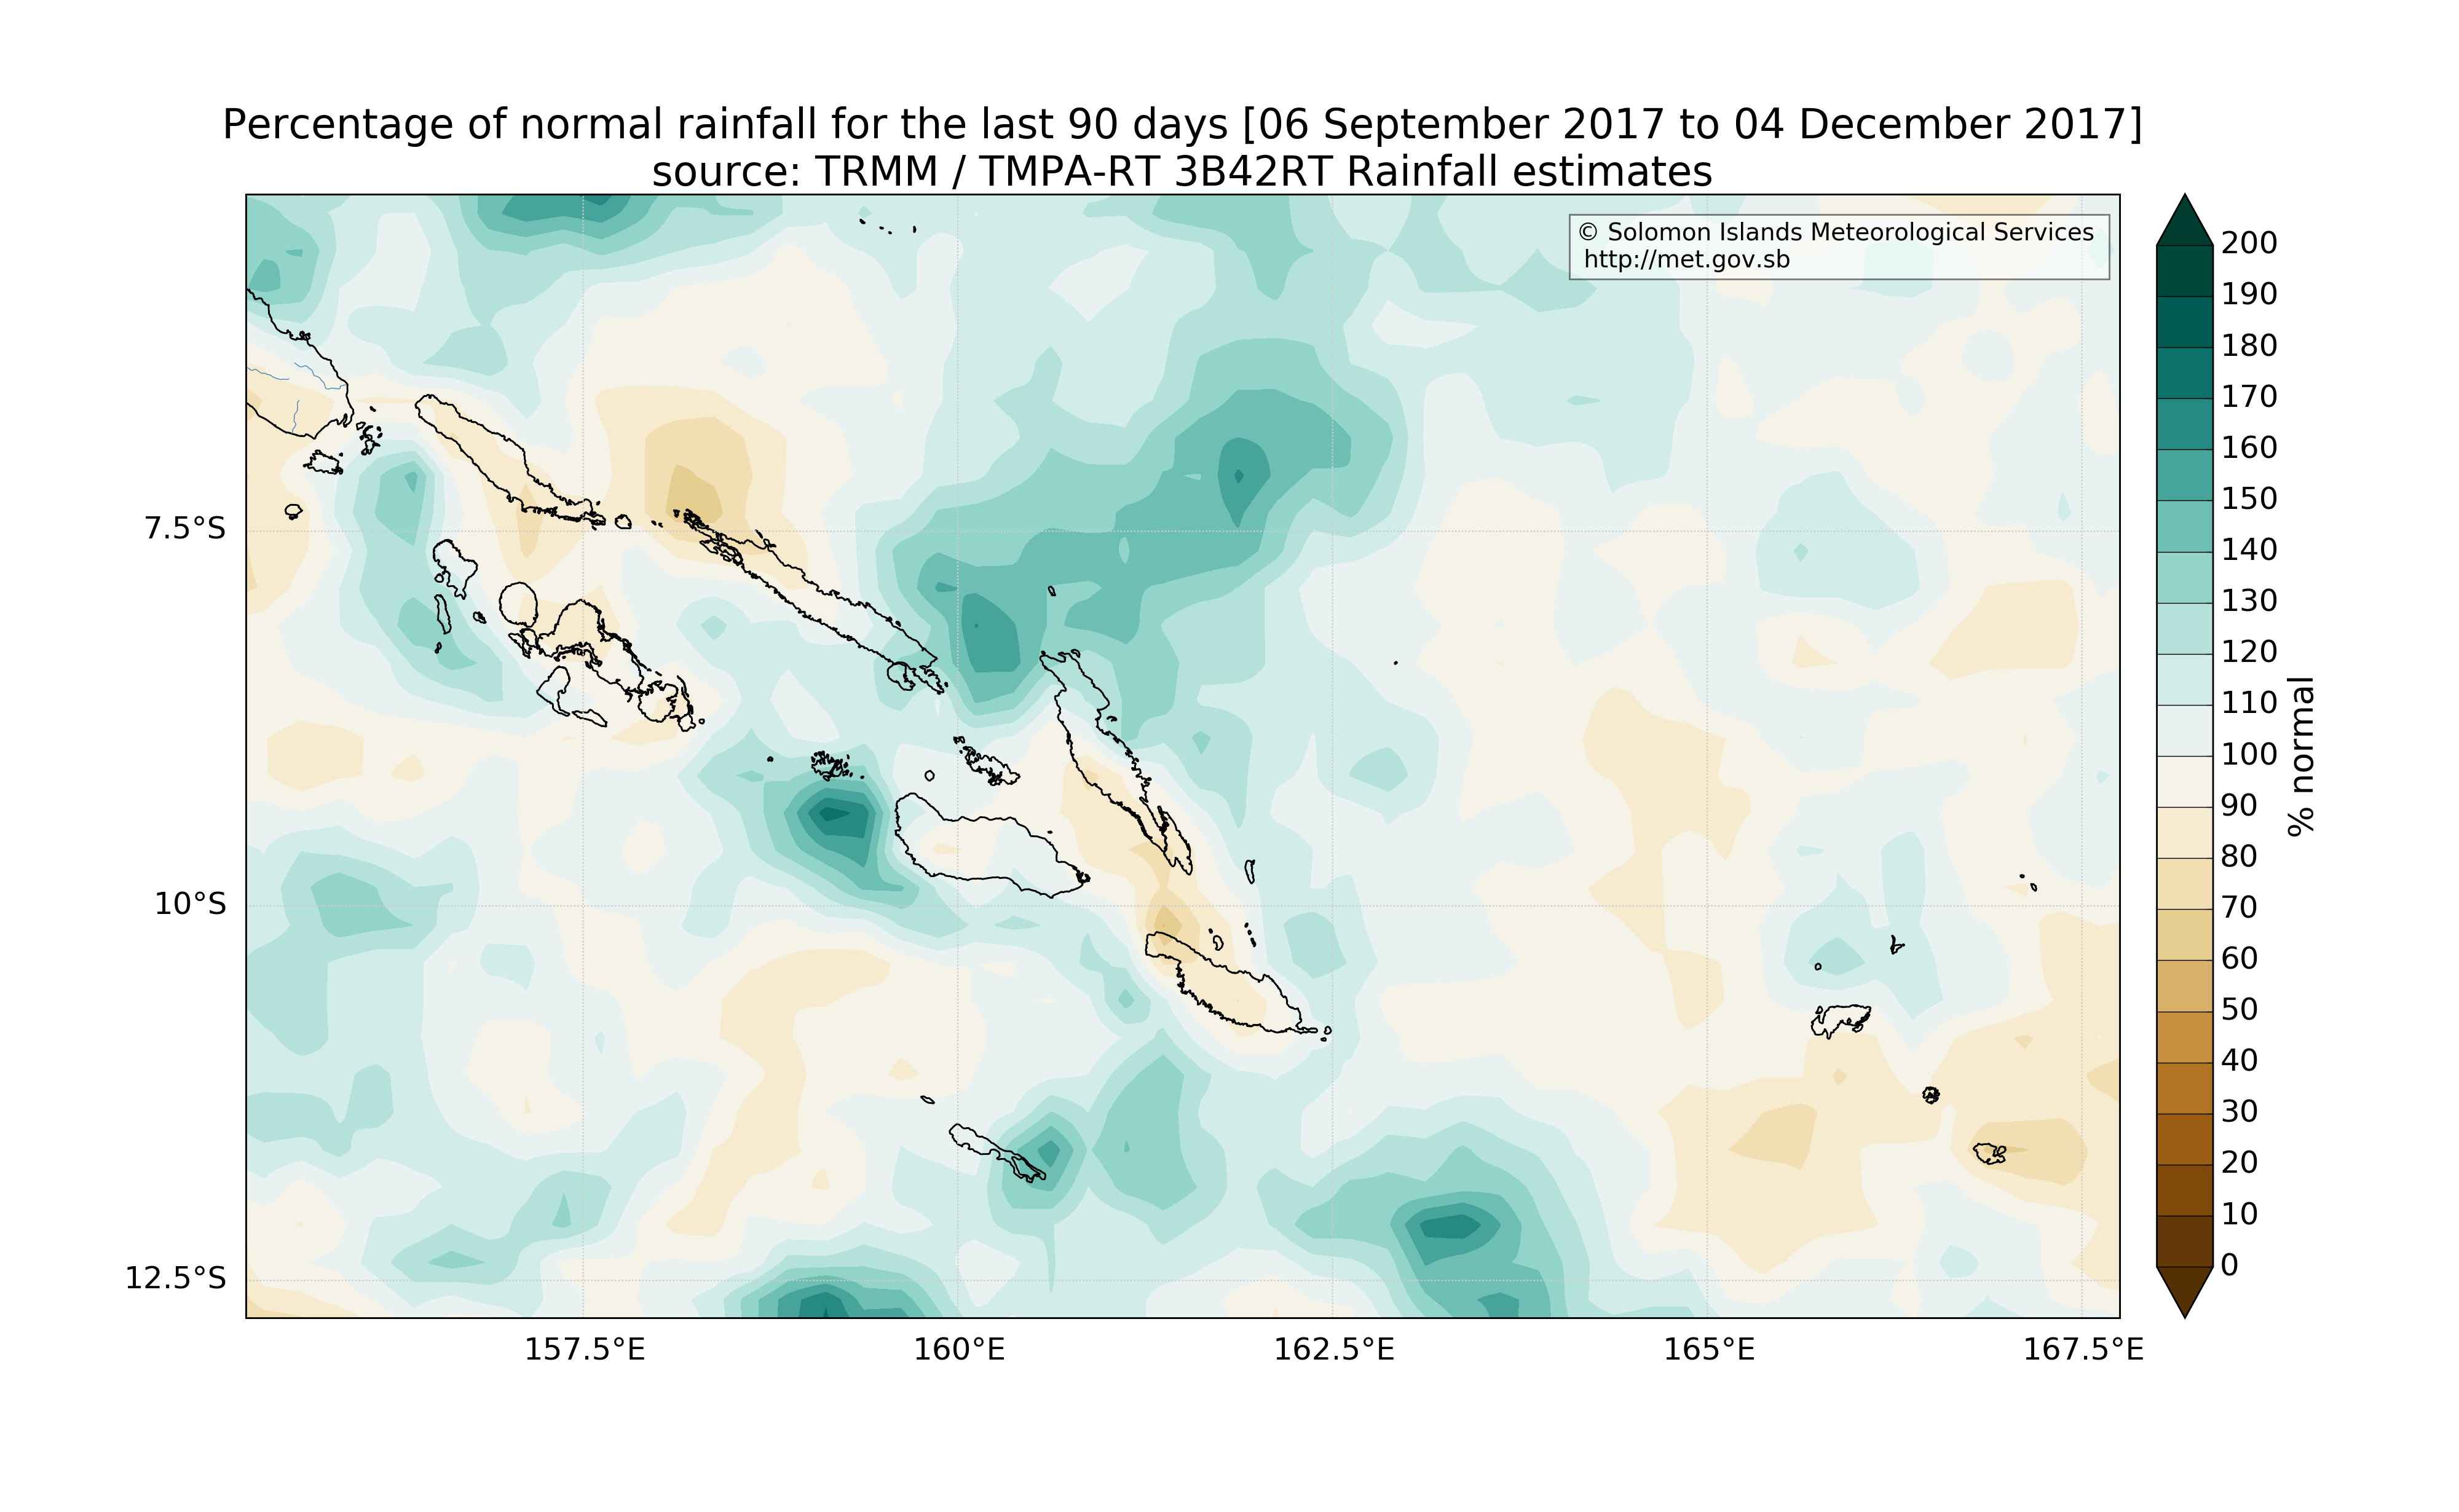 Percentage of normal rainfall for the last 90 days [06 September 2017 to 04 December 2017]
source: TRMM / TMPA-RT 3B42RT Rainfall estimates
© Solomon Islands Meteorological Services
http://met.gov.sb
7.5°S
10°S
12.5°S
157.5°E
160°E
162.5°E
165°E
167.5°E
200
190
180
170
160
150
140
130
120
110
100
90
80
70
60
50
40
30
20
10
0
% normal